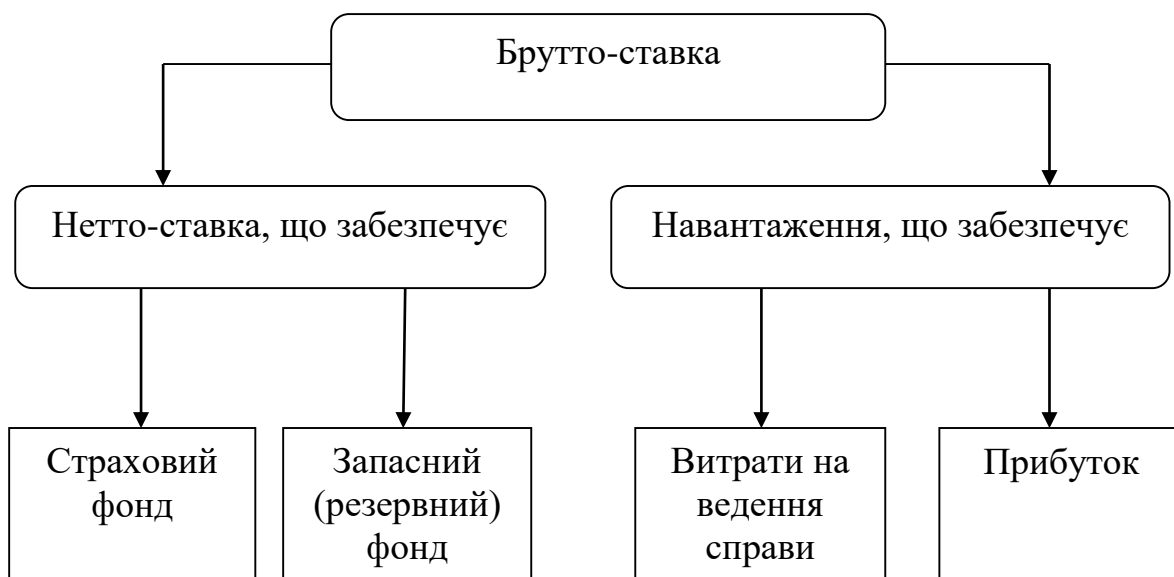 Брутто-ставка
Нетто-ставка, що забезпечує
Навантаження, що забезпечує
Страховий
фонд
Запасний
(резервний)
фонд
Витрати на
ведення
справи
Прибуток